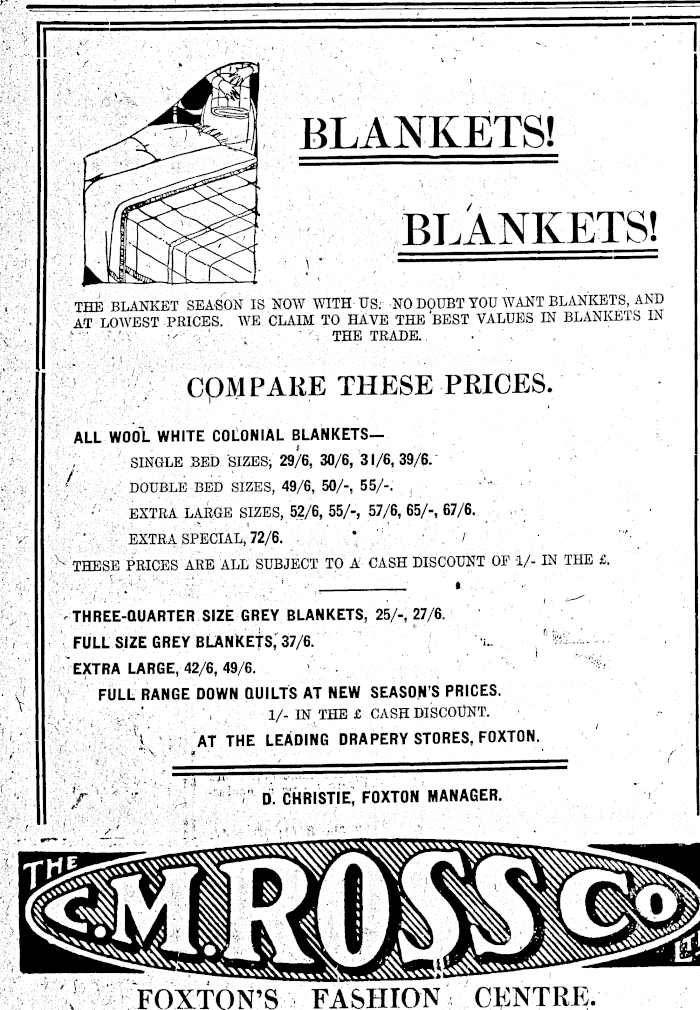 BLANKETS!
BLANKETS!
THE BLANKET SEASON IS NOW WITH US. NO DOUBT YOU WANT BLANKETS, AND
AT LOWEST PRICES. WE CLAIM TO HAVE THE BEST VALUES IN BLANKETS IN
THE TRADE.
COMPARE THESE PRICES.
ALL WOOL WHITE COLONIAL BLANKETS—
SINGLE BED SIZES, 29/6, 30/6, 31/6, 39/6.
DOUBLE BED SIZES, 49/6, 50/-, 55/-.
EXTRA LARGE SIZES, 52/6, 55/-, 57/6, 65/-, 67/6.
EXTRA SPECIAL, 72/6.
THESE PRICES ARE ALL SUBJECT TO A CASH DISCOUNT OF 1/- IN THE £.
THREE-QUARTER SIZE GREY BLANKETS, 25/-, 27/6.
FULL SIZE GREY BLANKETS, 37/6.
EXTRA LARGE, 42/6, 49/6.
FULL RANGE DOWN QUILTS AT NEW SEASON'S PRICES.
1/- IN THE £ CASH DISCOUNT.
AT THE LEADING DRAPERY STORES, FOXTON.
D. CHRISTIE, FOXTON MANAGER.
THE C.M. ROSS Co
FOXTON'S FASHION CENTRE.